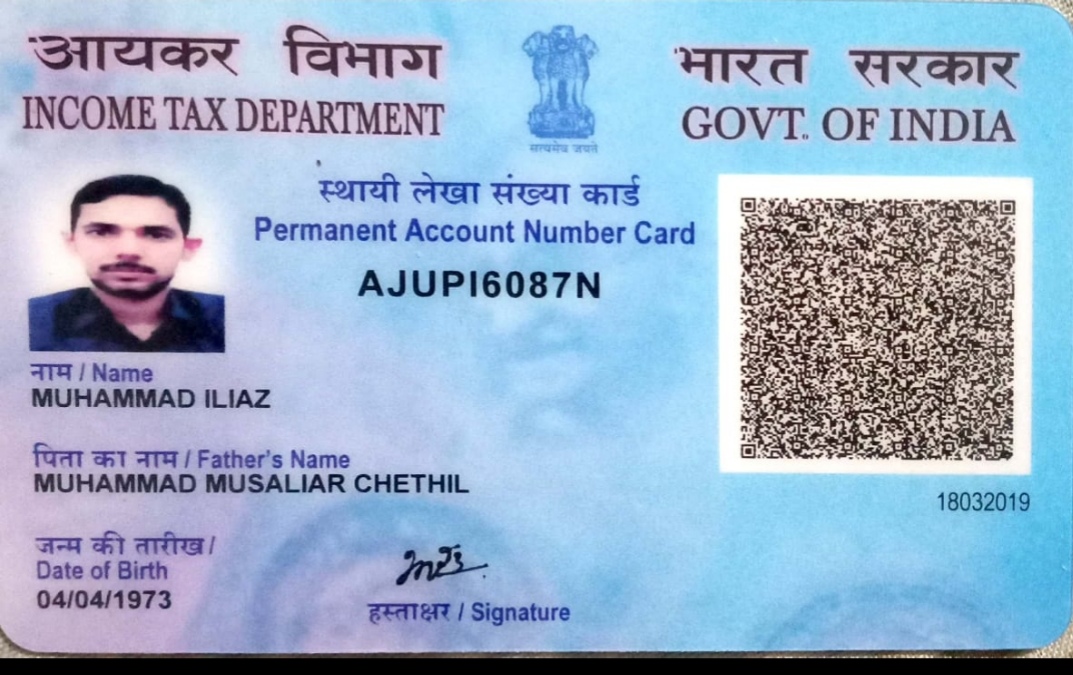 आयकर विभाग
INCOME TAX DEPARTMENT
भारत सरकार
GOVT. OF INDIA
सत्यमेव जयते
स्थायी लेखा संख्या कार्ड
Permanent Account Number Card
AJUPI6087N
नाम / Name
MUHAMMAD ILIAZ
पिता का नाम / Father's Name
MUHAMMAD MUSALIAR CHETHIL
18032019
जन्म की तारीख /
Date of Birth
04/04/1973
हस्ताक्षर / Signature